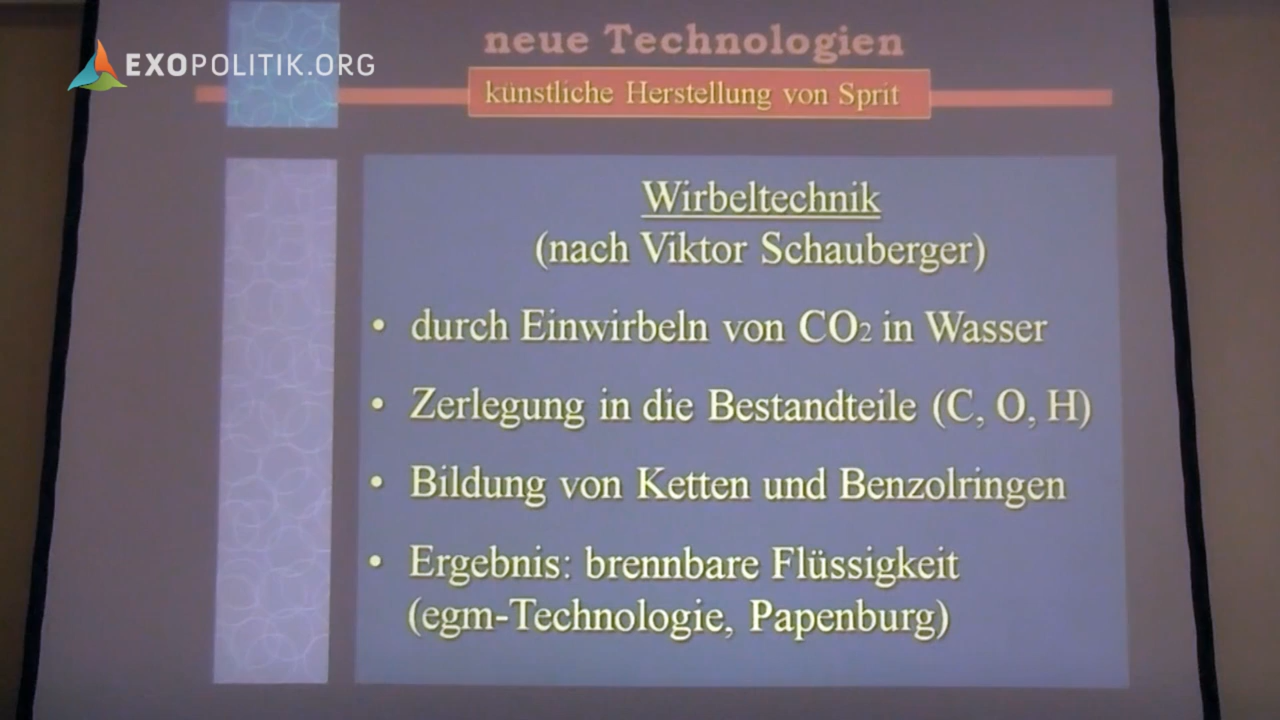 EXOPOLITIK.ORG
neue Technologien
künstliche Herstellung von Sprit
Wirbeltechnik
(nach Viktor Schauberger)
• durch Einwirbeln von CO₂ in Wasser
• Zerlegung in die Bestandteile (C, O, H)
• Bildung von Ketten und Benzolringen
• Ergebnis: brennbare Flüssigkeit
(egm-Technologie, Papenburg)